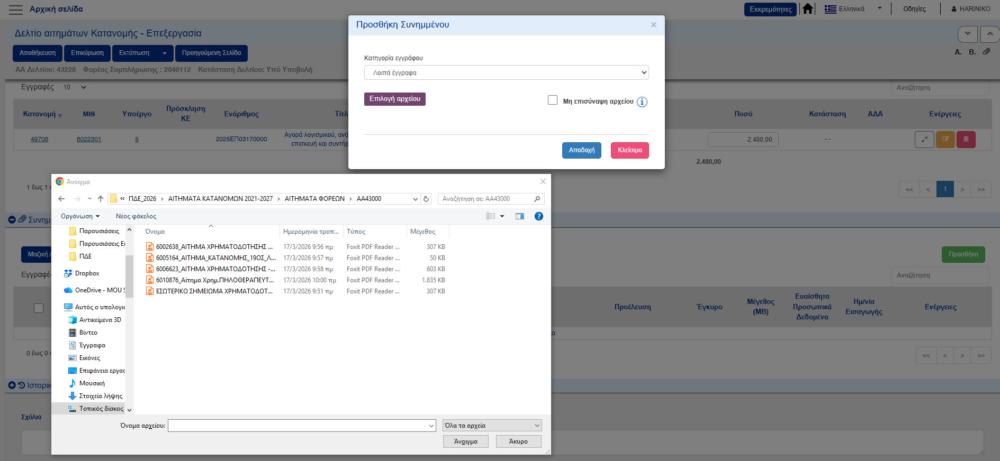 Αρχική σελίδα
Εκκρεμότητες
Ελληνικά
Οδηγίες
HARINIKO
Δελτίο αιτημάτων Κατανομής - Επεξεργασία
Αποθήκευση
Επικύρωση
Εκτύπωση
Προηγούμενη Σελίδα
A. B.
ΑΑ Δελτίου: 43228 Φορέας Συμπλήρωσης : 2040112 Κατάσταση Δελτίου: Υπό Υποβολή
Προσθήκη Συνημμένου
×
Κατηγορία εγγράφου
Λοιπά έγγραφα
Επιλογή αρχείου
Μη επισύναψη αρχείου
Αποδοχή
Κλείσιμο
Εγγραφές 10
Αναζήτηση
Κατανομή
MIS
Υποέργο
Πρόσκληση ΚΕ
Ενάριθμος
Τίτλ
Ποσό
Κατάσταση
ΑΔΑ
Ενέργειες
49708
6022301
5
2025ΕΠ03170000
Αγορά λογισμικού, ανά
επισκευή και συντήρ
2.480,00
- -
2.480,00
1 έως 1
<< < 1 > >>
Άνοιγμα
« ΠΔΕ_2026 › ΑΙΤΗΜΑΤΑ ΚΑΤΑΝΟΜΩΝ 2021-2027 › ΑΙΤΗΜΑΤΑ ΦΟΡΕΩΝ › ΑΑ43000
Αναζήτηση σε: ΑΑ43000
Οργάνωση
Νέος φάκελος
Παρουσιάσεις
Παρουσιάσεις Ει
ΠΔΕ
Dropbox
OneDrive - MOU S
Αυτός ο υπολογισ
Αντικείμενα 3D
Βίντεο
Έγγραφα
Εικόνες
Επιφάνεια εργασ
Μουσική
Στοιχεία λήψης
Τοπικός δίσκος
Όνομα
Ημερομηνία τροπ...
Τύπος
Μέγεθος
6002638_ΑΙΤΗΜΑ ΧΡΗΜΑΤΟΔΟΤΗΣΗΣ ... 17/3/2026 9:56 πμ Foxit PDF Reader ... 307 KB
6005164_ΑΙΤΗΜΑ_ΚΑΤΑΝΟΜΗΣ_19ΟΣ_Λ... 17/3/2026 9:57 πμ Foxit PDF Reader ... 50 KB
6006623_ΑΙΤΗΜΑ ΧΡΗΜΑΤΟΔΟΤΗΣΗΣ -... 17/3/2026 9:58 πμ Foxit PDF Reader ... 603 KB
6010876_Αίτημα Χρημ.ΠΗΛΟΘΕΡΑΠΕΥΤ... 17/3/2026 10:00 πμ Foxit PDF Reader ... 1.835 KB
ΕΣΩΤΕΡΙΚΟ ΣΗΜΕΙΩΜΑ ΧΡΗΜΑΤΟΔΟΤ... 17/3/2026 9:51 πμ Foxit PDF Reader ... 307 KB
Όνομα αρχείου:
Όλα τα αρχεία
Άνοιγμα
Άκυρο
Συνημ
Μαζική
Προσθήκη
Εγγραφές
Αναζήτηση
Προέλευση
Έγκυρο
Μέγεθος (MB)
Ευαίσθητα Προσωπικά Δεδομένα
Ημ/νία Εισαγωγής
Ενέργειες
α
0 έως 0
<< < > >>
Ιστορικ
Σχόλια